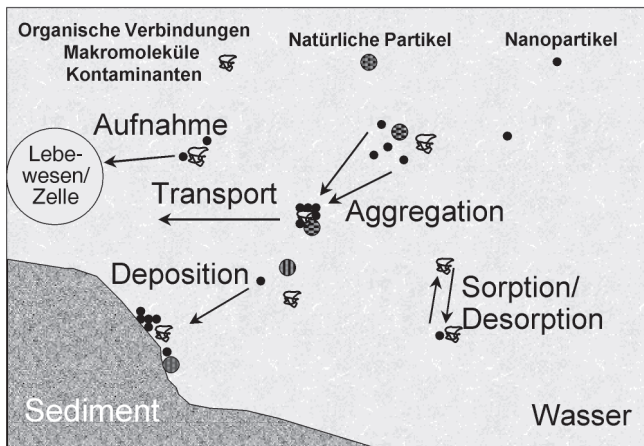 Organische Verbindungen
Makromoleküle
Kontaminanten
Natürliche Partikel
Nanopartikel
Aufnahme
Lebe-
wesen/
Zelle
Transport
Aggregation
Deposition
Sorption/
Desorption
Sediment
Wasser